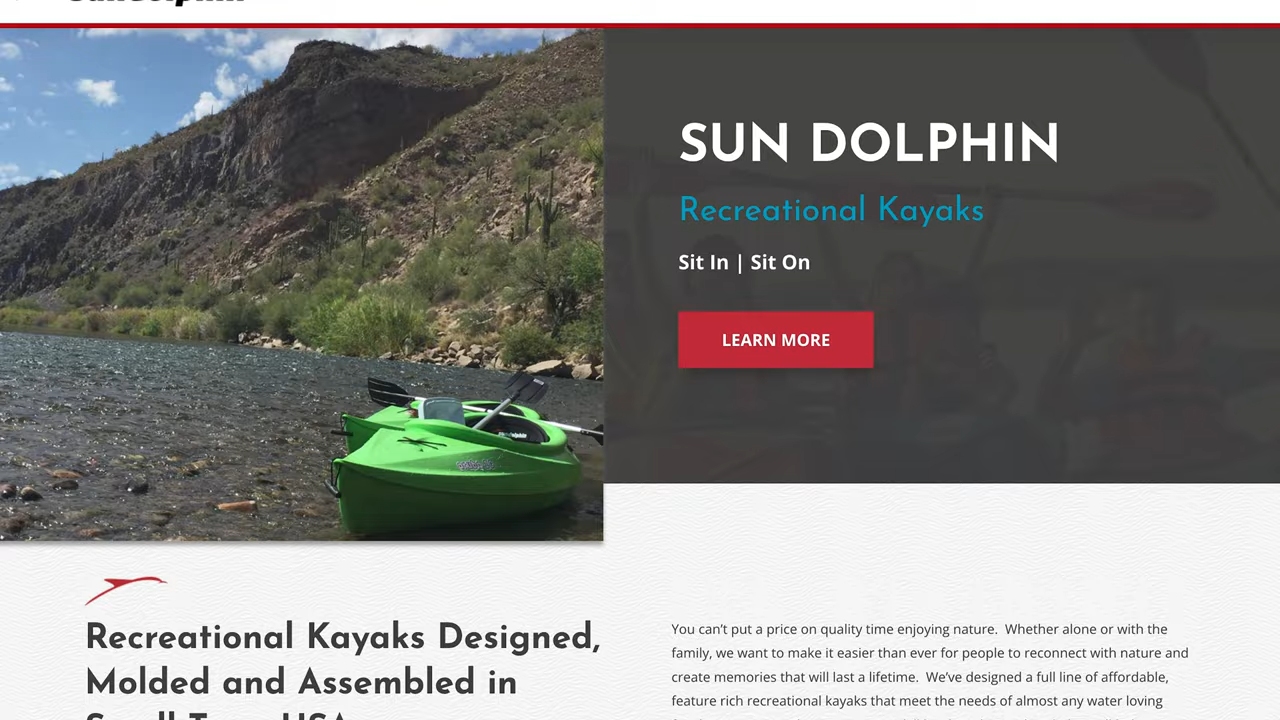 SUN DOLPHIN
Recreational Kayaks
Sit In | Sit On
LEARN MORE
Recreational Kayaks Designed,
Molded and Assembled in
Small Town USA
You can't put a price on quality time enjoying nature.  Whether alone or with the
family, we want to make it easier than ever for people to reconnect with nature and
create memories that will last a lifetime.  We've designed a full line of affordable,
feature rich recreational kayaks that meet the needs of almost any water loving